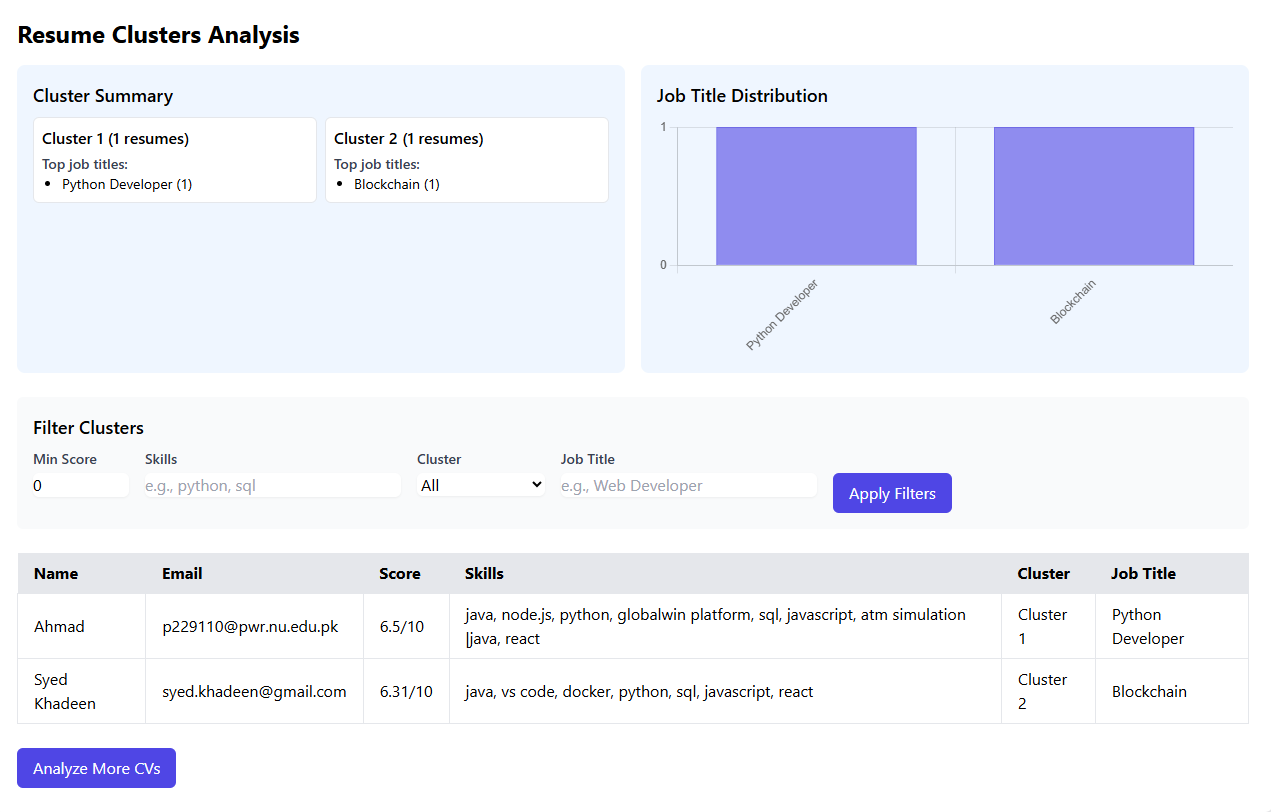 Resume Clusters Analysis
Cluster Summary
Cluster 1 (1 resumes)
Top job titles:
• Python Developer (1)
Cluster 2 (1 resumes)
Top job titles:
• Blockchain (1)
Job Title Distribution
1
0
Python Developer
Blockchain
Filter Clusters
Min Score
0
Skills
e.g., python, sql
Cluster
All
Job Title
e.g., Web Developer
Apply Filters
Name Email Score Skills Cluster Job Title
Ahmad p229110@pwr.nu.edu.pk 6.5/10 java, node.js, python, globalwin platform, sql, javascript, atm simulation
|java, react
Cluster
1
Python
Developer
Syed
Khadeen
syed.khadeen@gmail.com 6.31/10 java, vs code, docker, python, sql, javascript, react
Cluster
2
Blockchain
Analyze More CVs